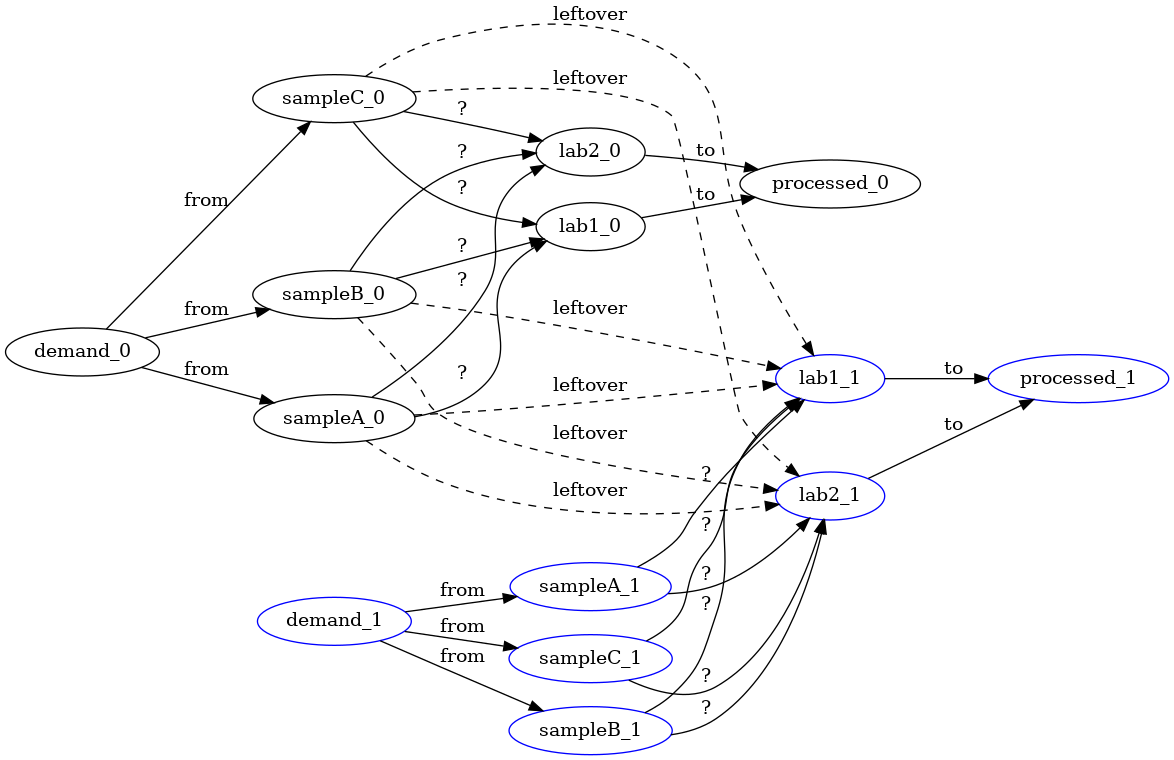 leftover
leftover
sampleC_0
?
?
lab2_0
to
processed_0
?
from
to
lab1_0
?
?
sampleB_0
from
leftover
demand_0
from
?
leftover
lab1_1
to
processed_1
sampleA_0
leftover
to
?
leftover
lab2_1
?
?
sampleA_1
from
?
demand_1
from
sampleC_1
from
?
?
sampleB_1